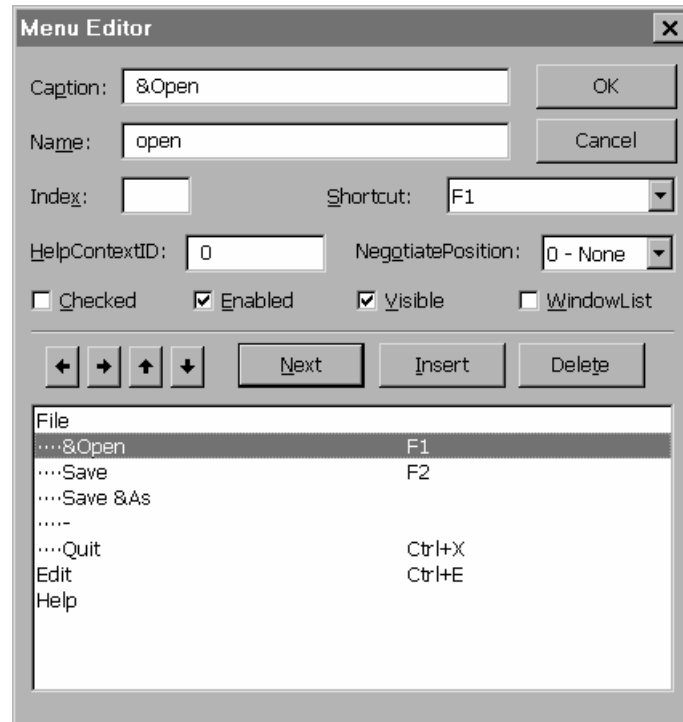 Menu Editor
Caption: &Open OK
Name: open Cancel
Index: Shortcut: F1
HelpContextID: 0 NegotiatePosition: 0 - None
Checked Enabled Visible WindowList
Next Insert Delete
File
····&Open F1
····Save F2
····Save &As
····-
····Quit Ctrl+X
Edit Ctrl+E
Help